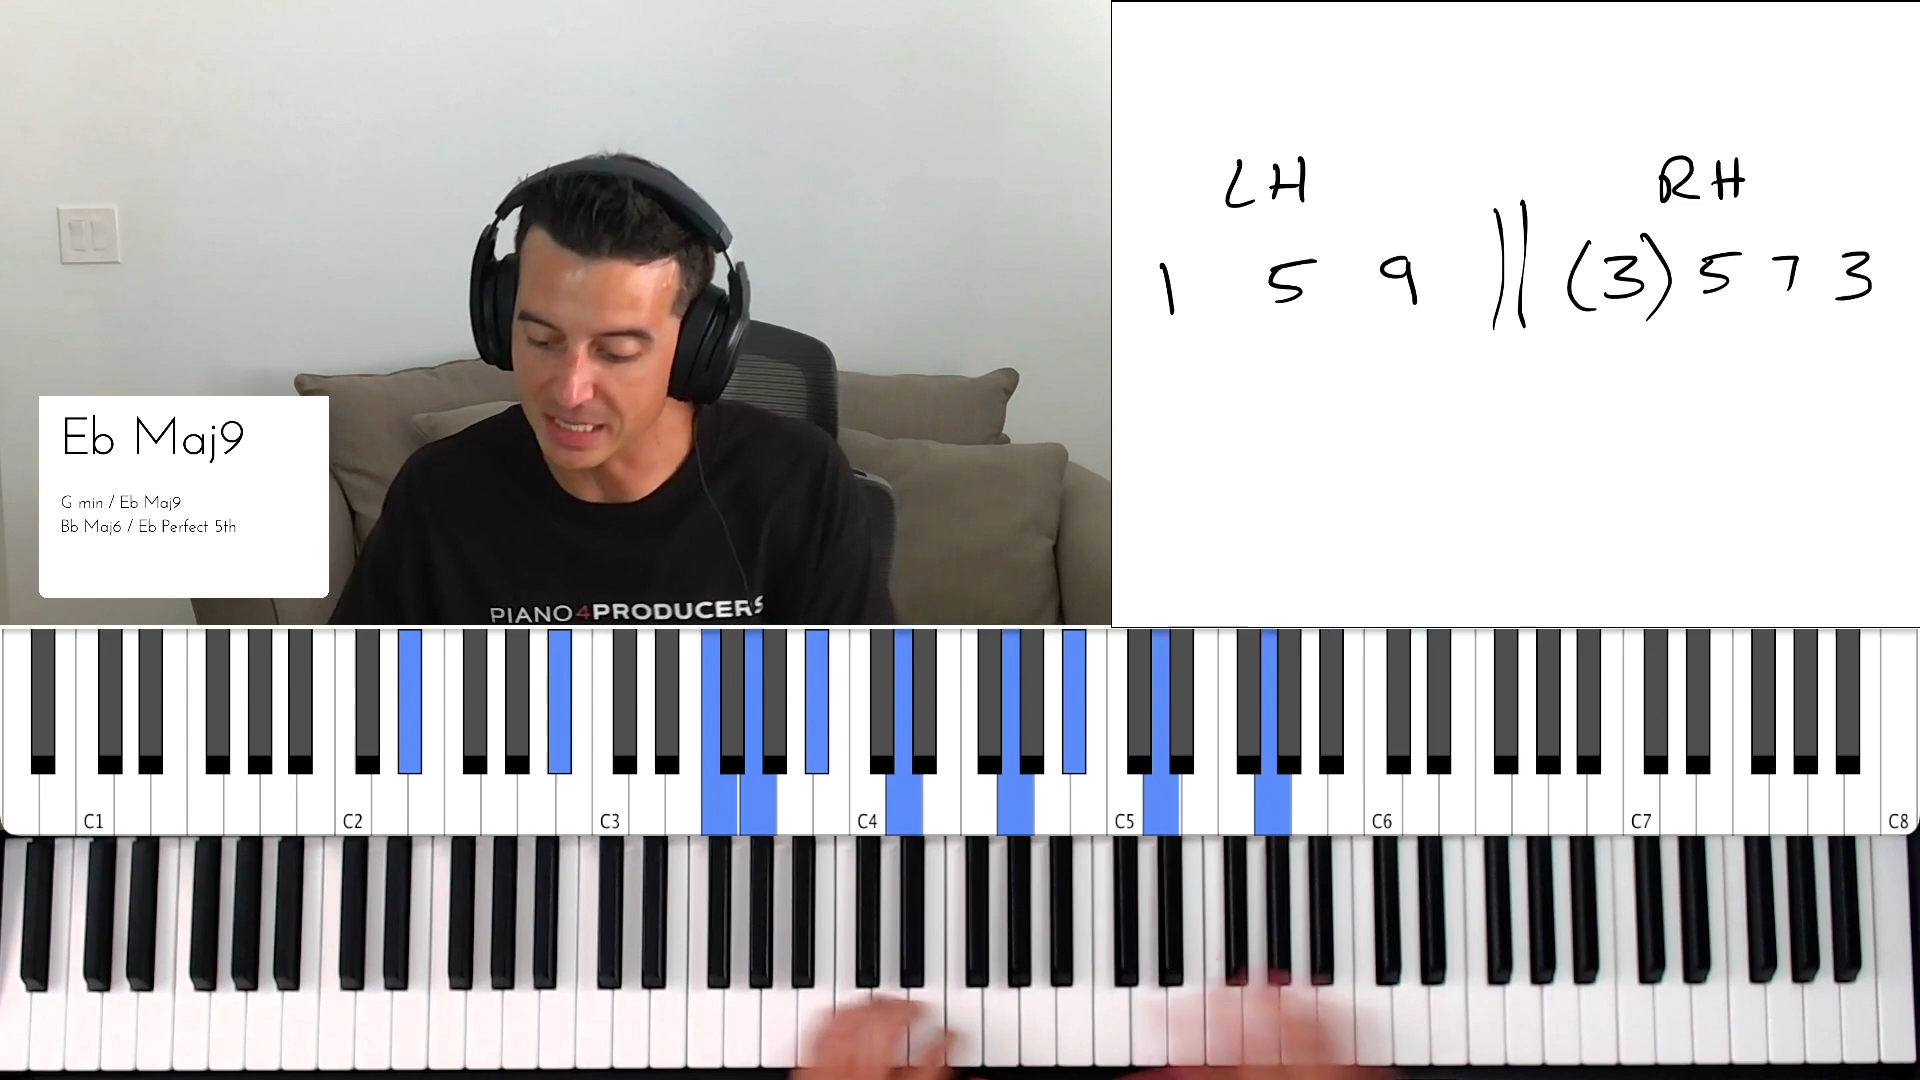 LH RH
1 5 9 || (3) 5 7 3
Eb Maj9
G min / Eb Maj9
Bb Maj6 / Eb Perfect 5th
PIANO4PRODUCERS
C1 C2 C3 C4 C5 C6 C7 C8